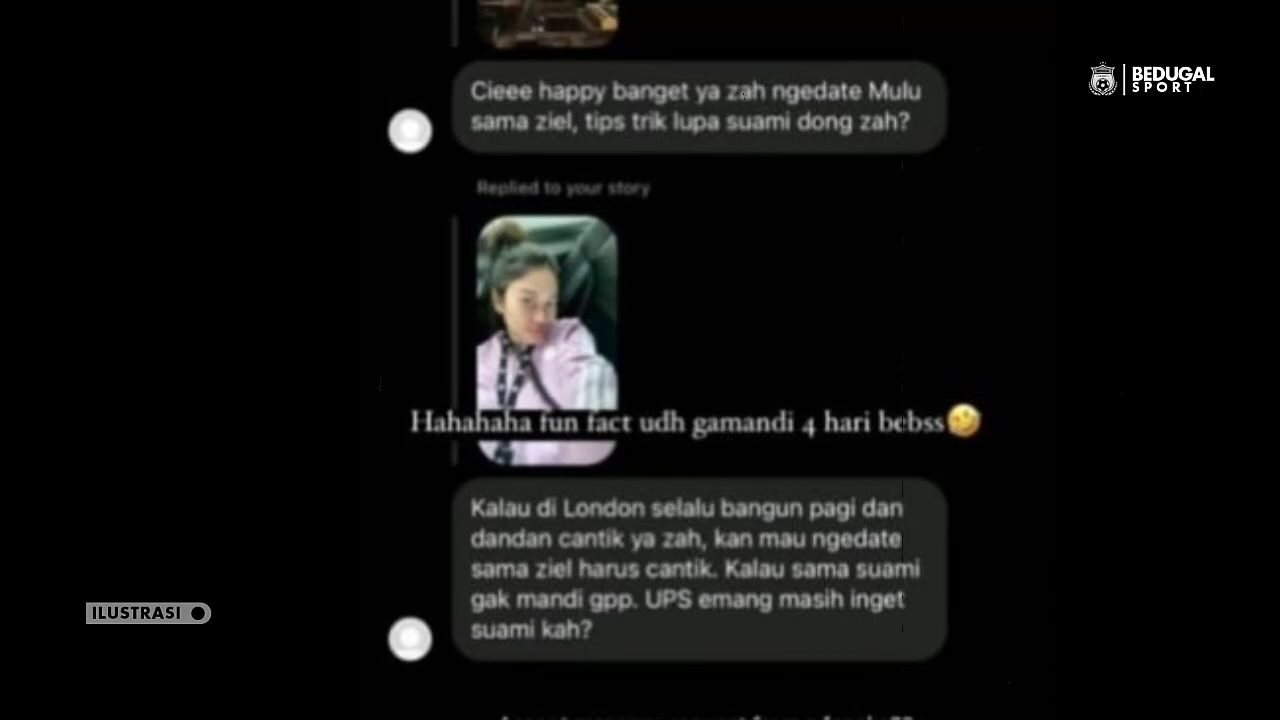 BEDUGAL
SPORT
Cieee happy banget ya zah ngedate Mulu
sama ziel, tips trik lupa suami dong zah?
Replied to your story
Hahahaha fun fact udh gamandi 4 hari bebss🤪
Kalau di London selalu bangun pagi dan
dandan cantik ya zah, kan mau ngedate
sama ziel harus cantik. Kalau sama suami
gak mandi gpp. UPS emang masih inget
suami kah?
ILUSTRASI